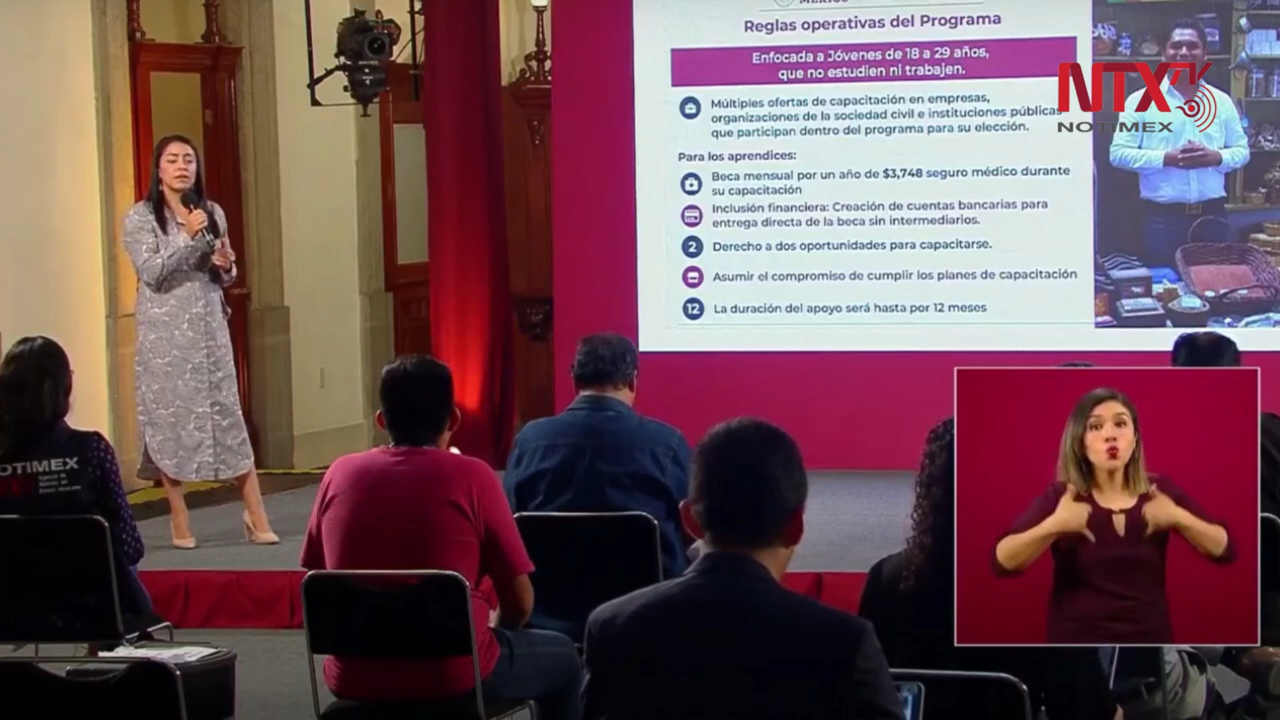 MÉXICO
Reglas operativas del Programa
Enfocada a Jóvenes de 18 a 29 años,
que no estudien ni trabajen.
Múltiples ofertas de capacitación en empresas,
organizaciones de la sociedad civil e instituciones públicas
que participan dentro del programa para su elección.
Para los aprendices:
Beca mensual por un año de $3,748 seguro médico durante
su capacitación
Inclusión financiera: Creación de cuentas bancarias para
entrega directa de la beca sin intermediarios.
2 Derecho a dos oportunidades para capacitarse.
Asumir el compromiso de cumplir los planes de capacitación
12 La duración del apoyo será hasta por 12 meses
NTX
NOTIMEX
NOTIMEX